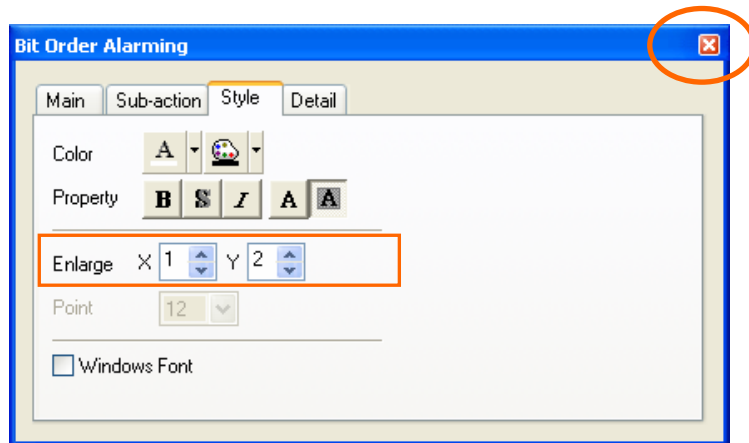 Bit Order Alarming
Main Sub-action Style Detail
Color A
Property B S I A A
Enlarge X 1 Y 2
Point 12
Windows Font